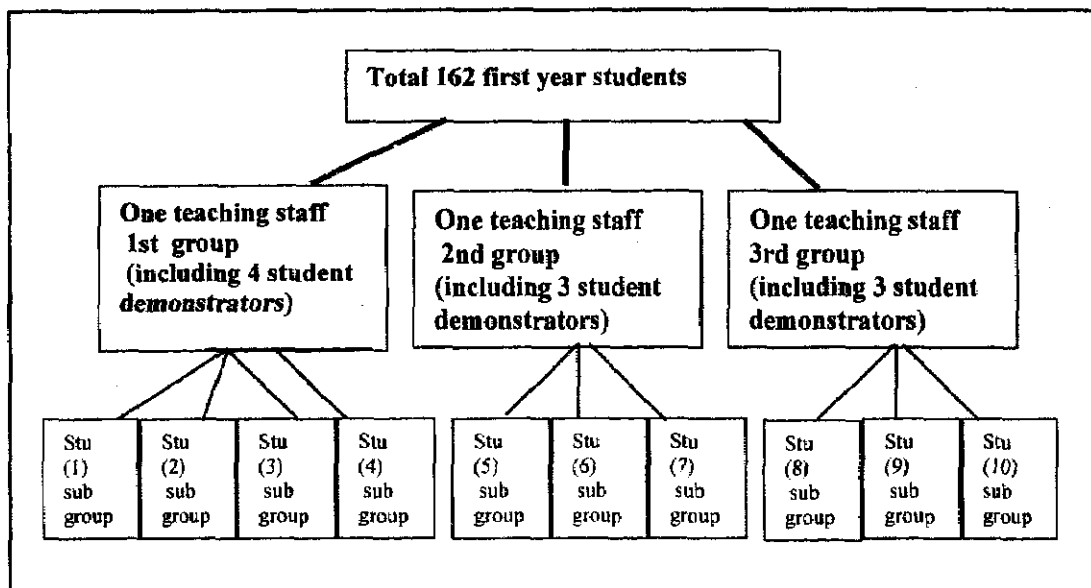 Total 162 first year students
One teaching staff
1st group
(including 4 student
demonstrators)
One teaching staff
2nd group
(including 3 student
demonstrators)
One teaching staff
3rd group
(including 3 student
demonstrators)
Stu
(1)
sub
group
Stu
(2)
sub
group
Stu
(3)
sub
group
Stu
(4)
sub
group
Stu
(5)
sub
group
Stu
(6)
sub
group
Stu
(7)
sub
group
Stu
(8)
sub
group
Stu
(9)
sub
group
Stu
(10)
sub
group